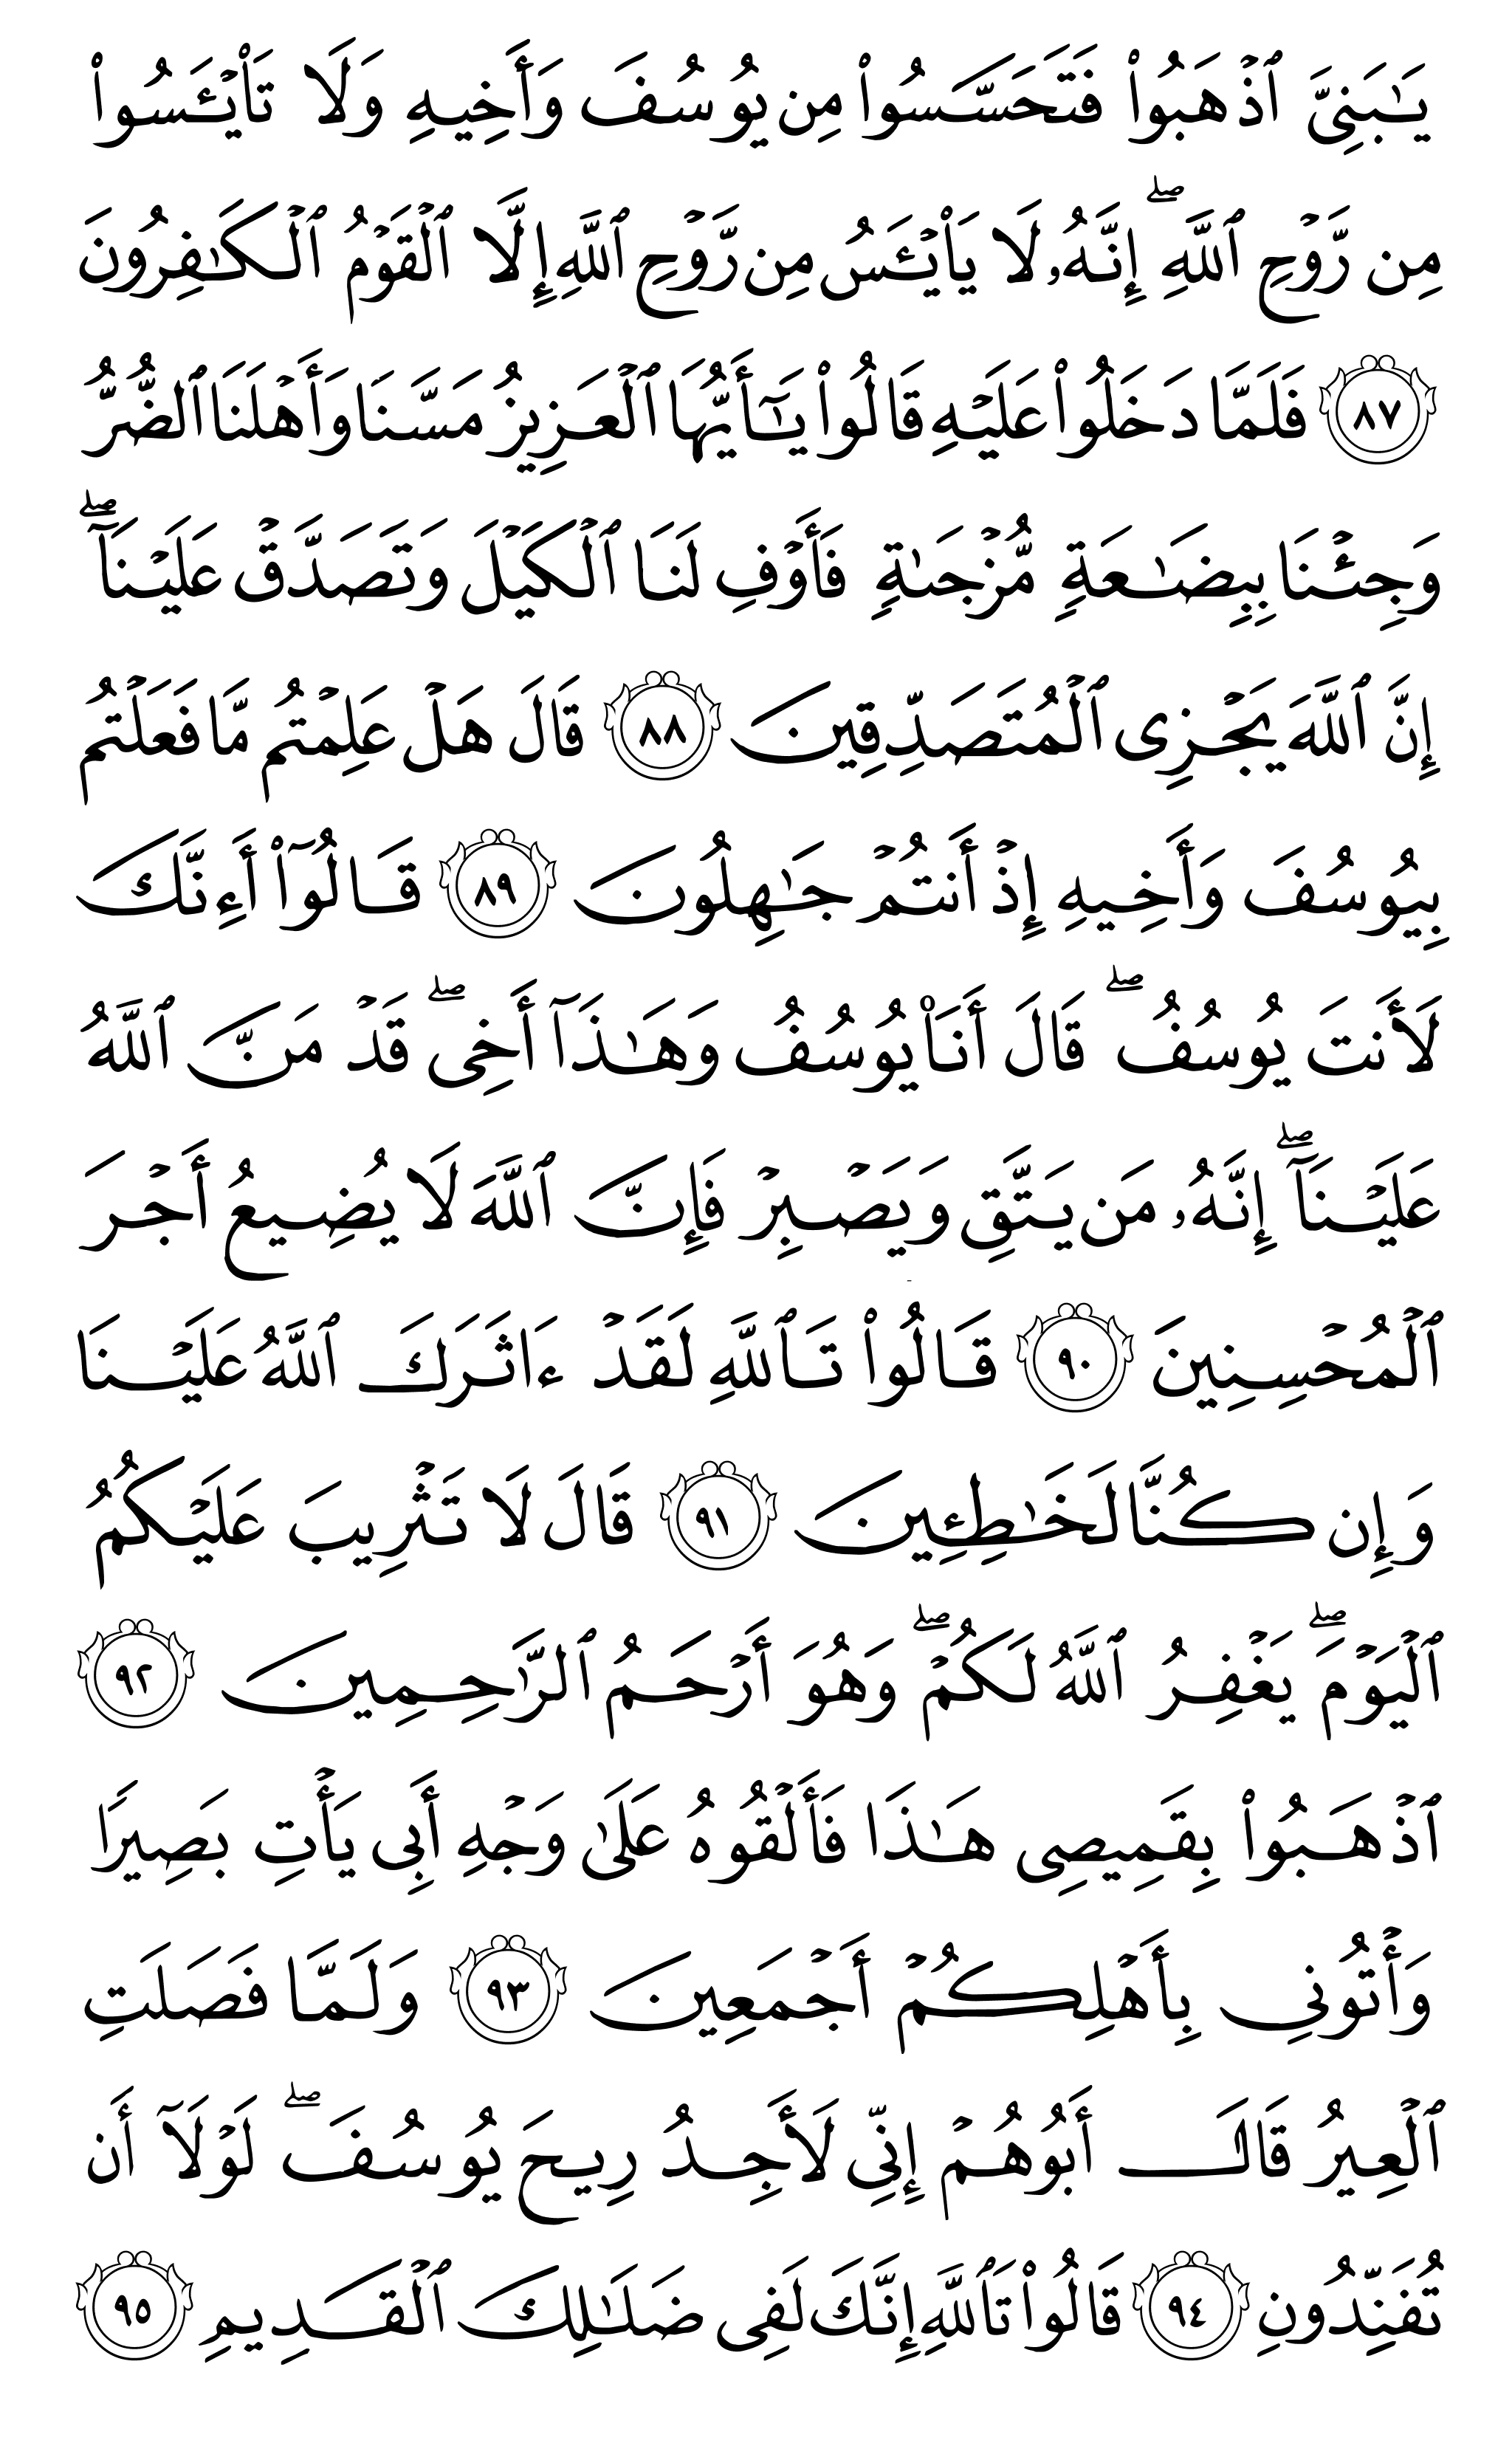 يَـٰبَنِىَّ ٱذْهَبُوا۟ فَتَحَسَّسُوا۟ مِن يُوسُفَ وَأَخِيهِ وَلَا تَا۟يْـَٔسُوا۟
مِن رَّوْحِ ٱللَّهِ ۖ إِنَّهُۥ لَا يَا۟يْـَٔسُ مِن رَّوْحِ ٱللَّهِ إِلَّا ٱلْقَوْمُ ٱلْكَـٰفِرُونَ
٨٧ فَلَمَّا دَخَلُوا۟ عَلَيْهِ قَالُوا۟ يَـٰٓأَيُّهَا ٱلْعَزِيزُ مَسَّنَا وَأَهْلَنَا ٱلضُّرُّ
وَجِئْنَا بِبِضَـٰعَةٍ مُّزْجَىٰةٍ فَأَوْفِ لَنَا ٱلْكَيْلَ وَتَصَدَّقْ عَلَيْنَآ ۖ
إِنَّ ٱللَّهَ يَجْزِى ٱلْمُتَصَدِّقِينَ ٨٨ قَالَ هَلْ عَلِمْتُم مَّا فَعَلْتُم
بِيُوسُفَ وَأَخِيهِ إِذْ أَنتُمْ جَـٰهِلُونَ ٨٩ قَالُوٓا۟ أَءِنَّكَ
لَأَنتَ يُوسُفُ ۖ قَالَ أَنَا۠ يُوسُفُ وَهَـٰذَآ أَخِى ۖ قَدْ مَنَّ ٱللَّهُ
عَلَيْنَآ ۖ إِنَّهُۥ مَن يَتَّقِ وَيَصْبِرْ فَإِنَّ ٱللَّهَ لَا يُضِيعُ أَجْرَ
ٱلْمُحْسِنِينَ ٩٠ قَالُوا۟ تَٱللَّهِ لَقَدْ ءَاثَرَكَ ٱللَّهُ عَلَيْنَا
وَإِن كُنَّا لَخَـٰطِـِٔينَ ٩١ قَالَ لَا تَثْرِيبَ عَلَيْكُمُ
ٱلْيَوْمَ ۖ يَغْفِرُ ٱللَّهُ لَكُمْ ۖ وَهُوَ أَرْحَمُ ٱلرَّٰحِمِينَ ٩٢
ٱذْهَبُوا۟ بِقَمِيصِى هَـٰذَا فَأَلْقُوهُ عَلَىٰ وَجْهِ أَبِى يَأْتِ بَصِيرًا
وَأْتُونِى بِأَهْلِكُمْ أَجْمَعِينَ ٩٣ وَلَمَّا فَصَلَتِ
ٱلْعِيرُ قَالَ أَبُوهُمْ إِنِّى لَأَجِدُ رِيحَ يُوسُفَ ۖ لَوْلَآ أَن
تُفَنِّدُونِ ٩٤ قَالُوا۟ تَٱللَّهِ إِنَّكَ لَفِى ضَلَـٰلِكَ ٱلْقَدِيمِ ٩٥